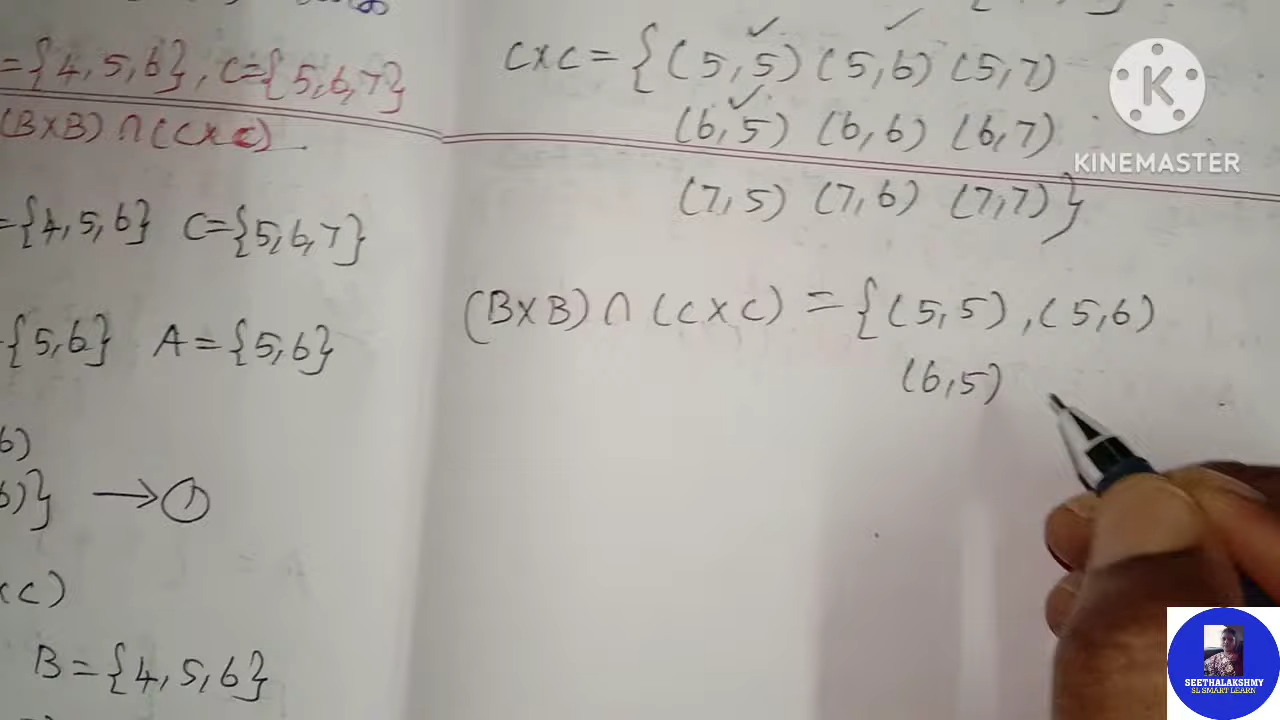 ={4,5,6}, C={5,6,7}
(B×B)∩(C×C)
={4,5,6} C={5,6,7}
={5,6} A={5,6}
6)
6)} → ①
×C)
B={4,5,6}
C×C={(5,5) (5,6) (5,7)
(6,5) (6,6) (6,7)
(7,5) (7,6) (7,7)}
(B×B)∩(C×C)={(5,5),(5,6)
(6,5)
K
KINEMASTER
SEETHALAKSHMY
SL SMART LEARN